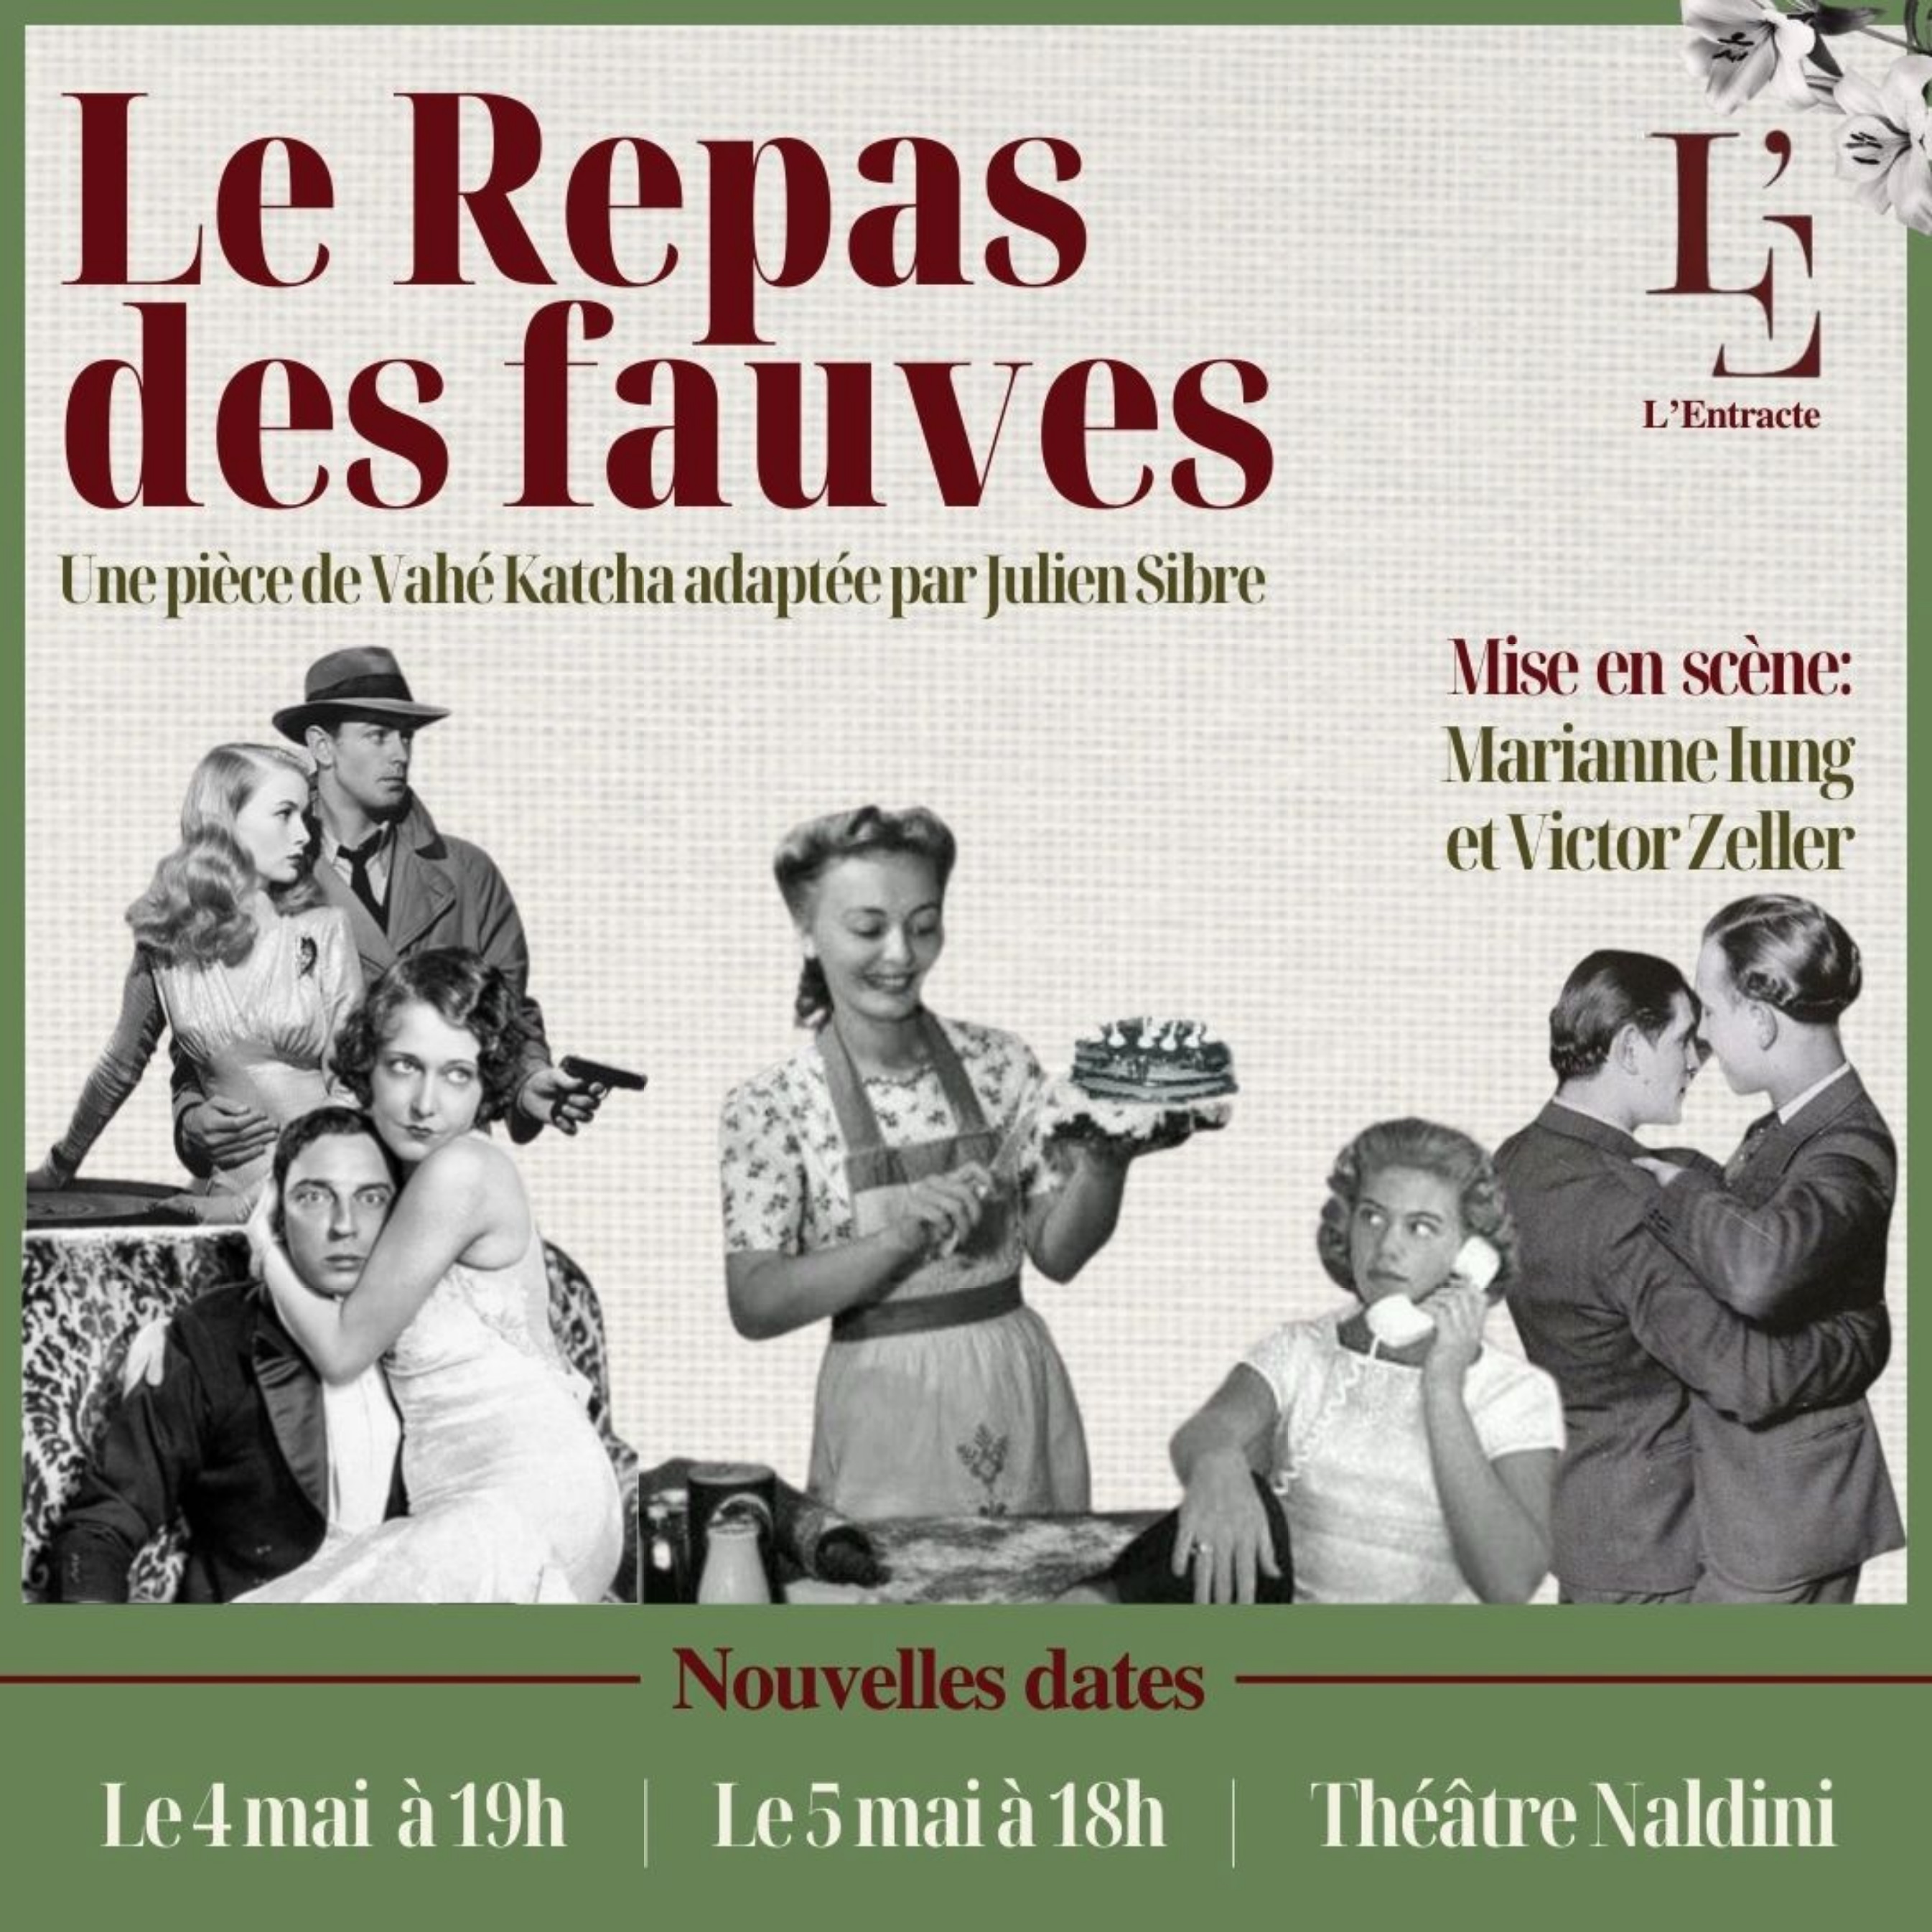 Le Repas
des fauves
L'E
L'Entracte
Une pièce de Vahé Katcha adaptée par Julien Sibre
Mise en scène:
Marianne Iung
et Victor Zeller
Nouvelles dates
Le 4 mai à 19h
Le 5 mai à 18h
Théâtre Naldini